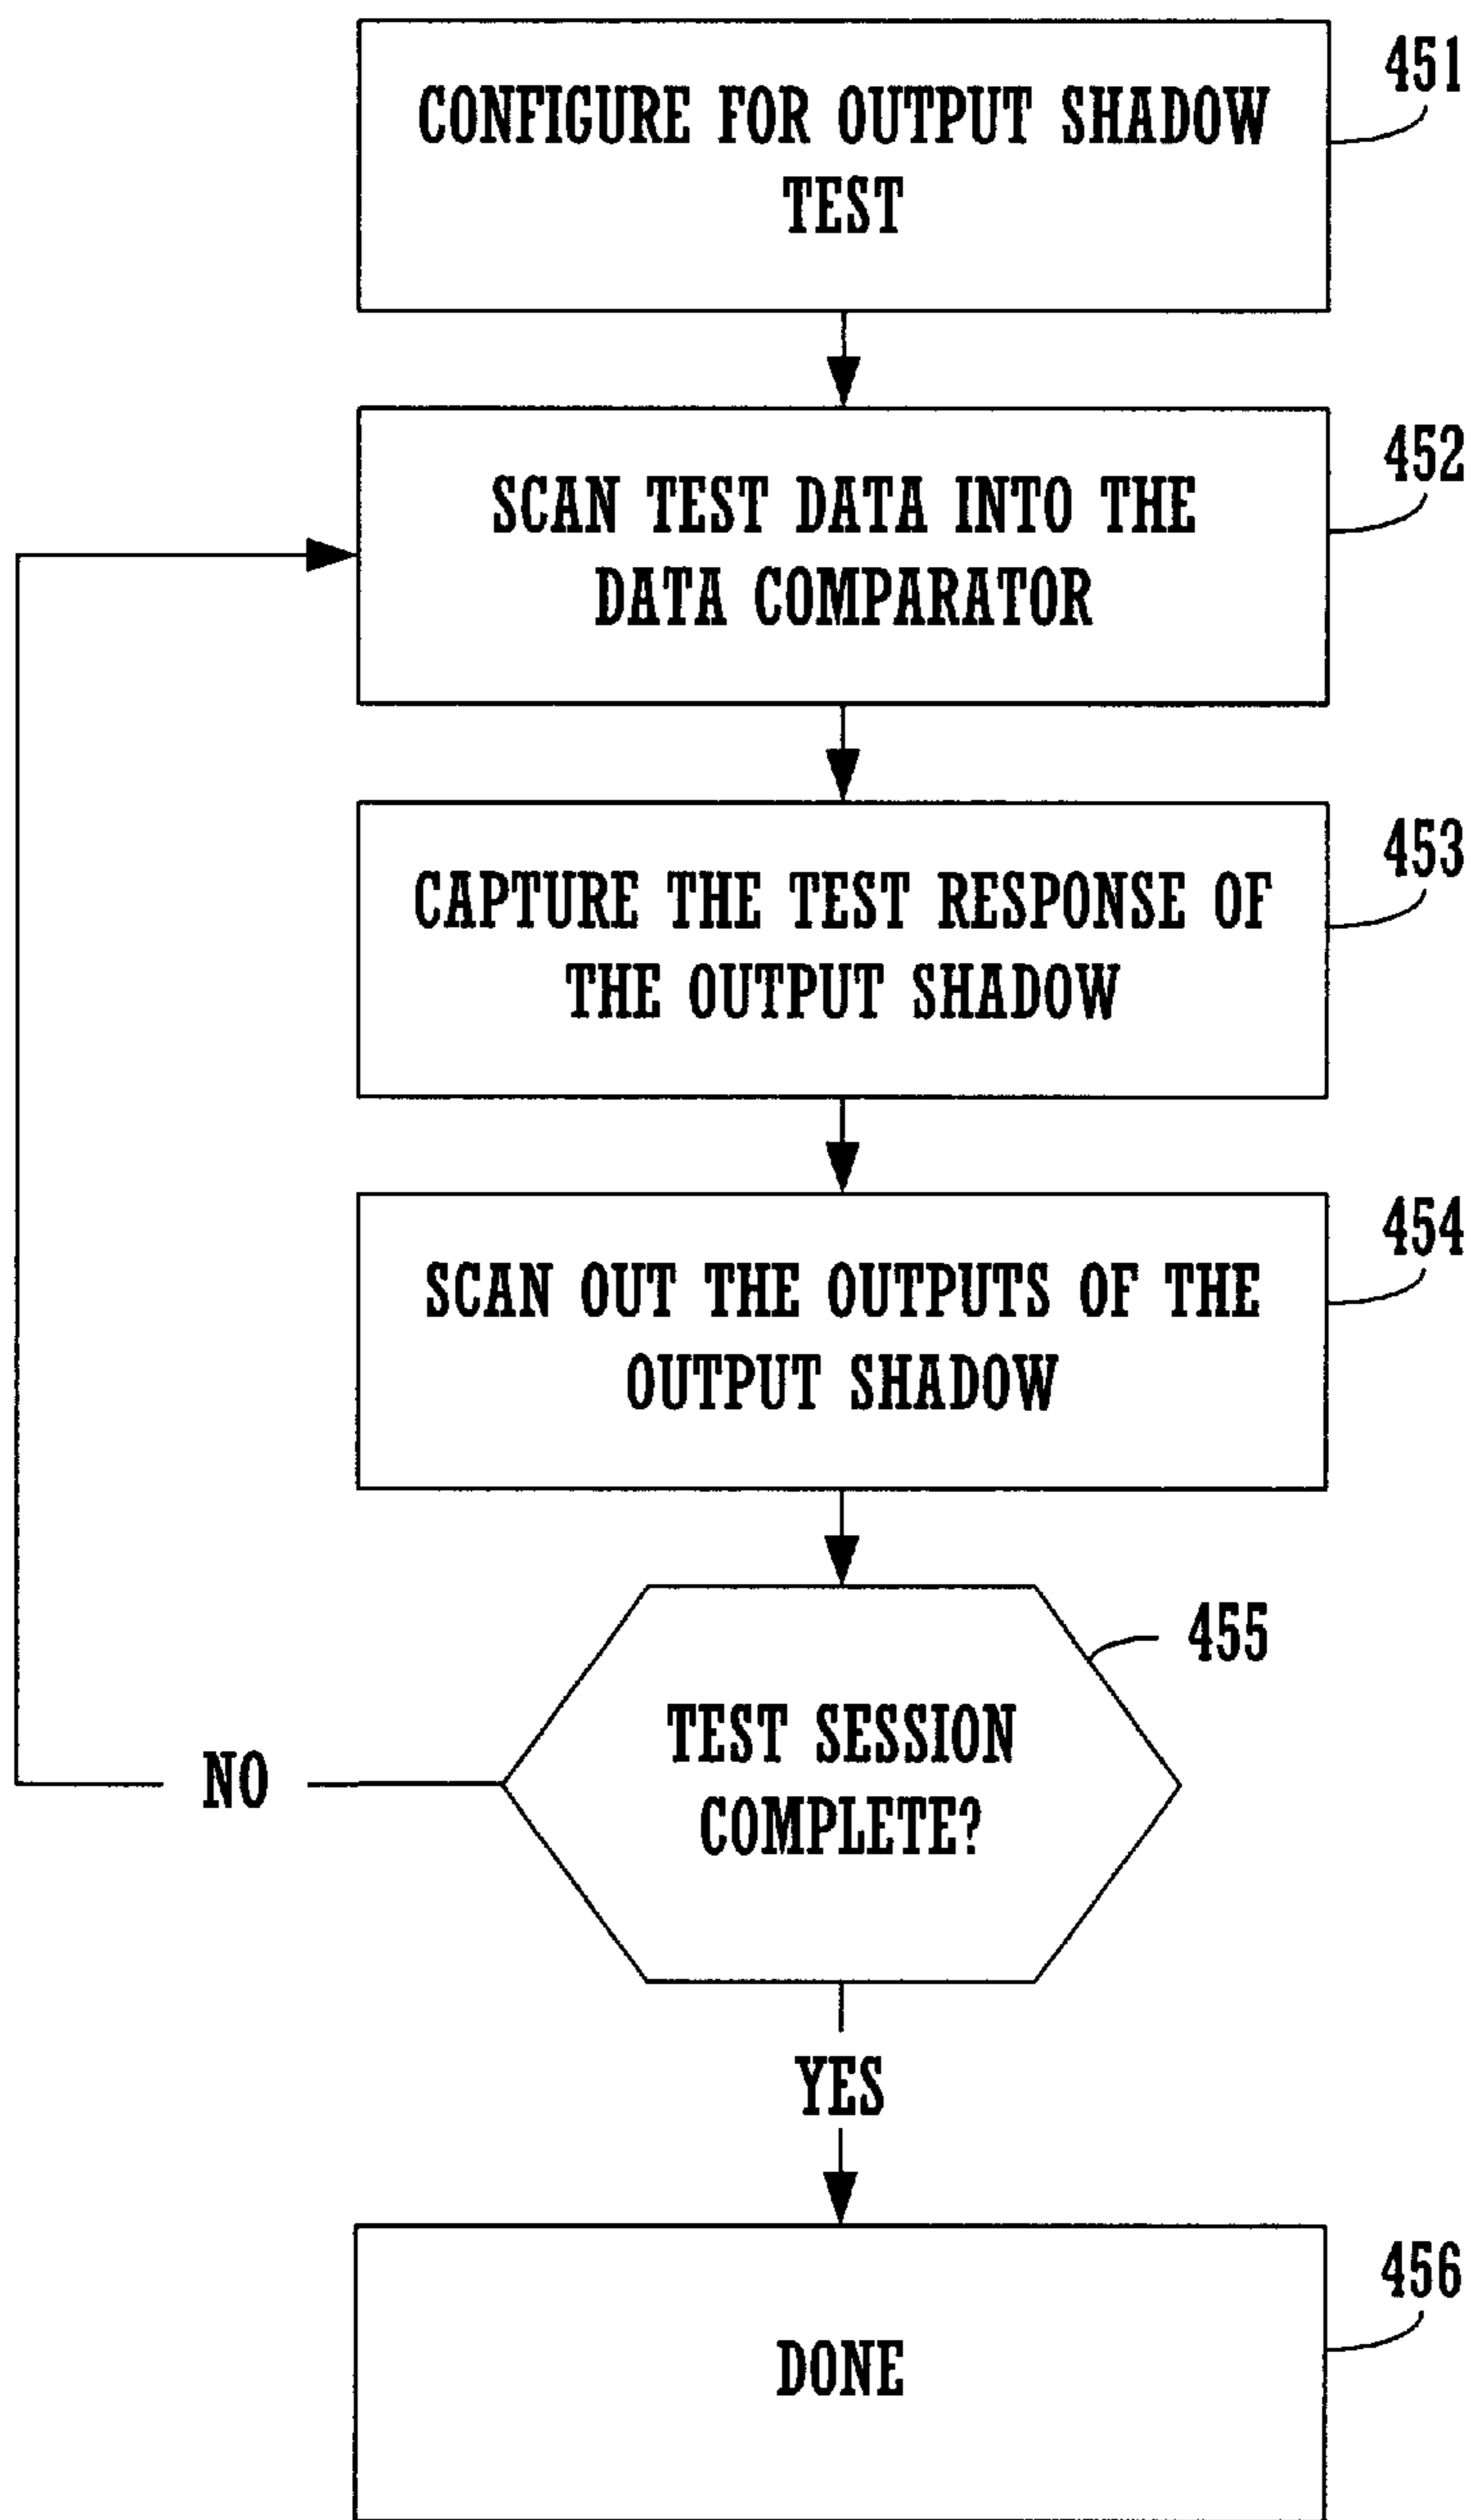 CONFIGURE FOR OUTPUT SHADOW
TEST
451
SCAN TEST DATA INTO THE
DATA COMPARATOR
452
CAPTURE THE TEST RESPONSE OF
THE OUTPUT SHADOW
453
SCAN OUT THE OUTPUTS OF THE
OUTPUT SHADOW
454
TEST SESSION
COMPLETE?
455
NO
YES
DONE
456